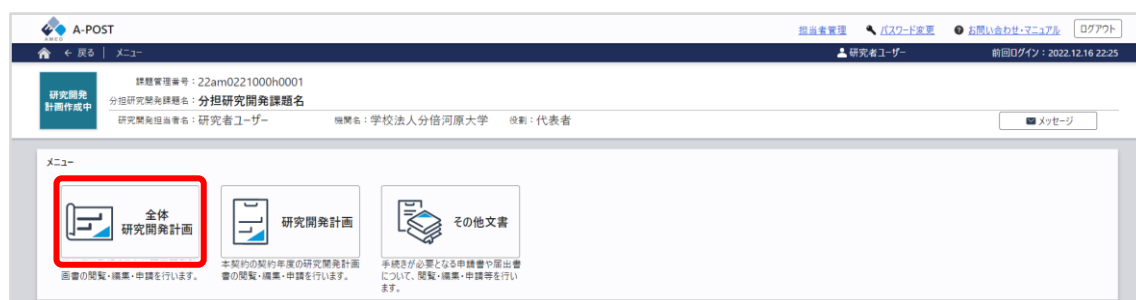 A-POST
AMED
担当者管理 パスワード変更 お問い合わせ・マニュアル ログアウト
← 戻る | メニュー 研究者ユーザー 前回ログイン：2022.12.16 22:25
研究開発
計画作成中
課題管理番号：22am0221000h0001
分担研究開発課題名：分担研究開発課題名
研究開発担当者名：研究者ユーザー 機関名：学校法人分倍河原大学 役割：代表者
メッセージ
メニュー
全体
研究開発計画
画書の閲覧・編集・申請を行います。
研究開発計画
本契約の契約年度の研究開発計画
書の閲覧・編集・申請を行います。
その他文書
手続きが必要となる申請書や届出書
について、閲覧・編集・申請等を行い
ます。